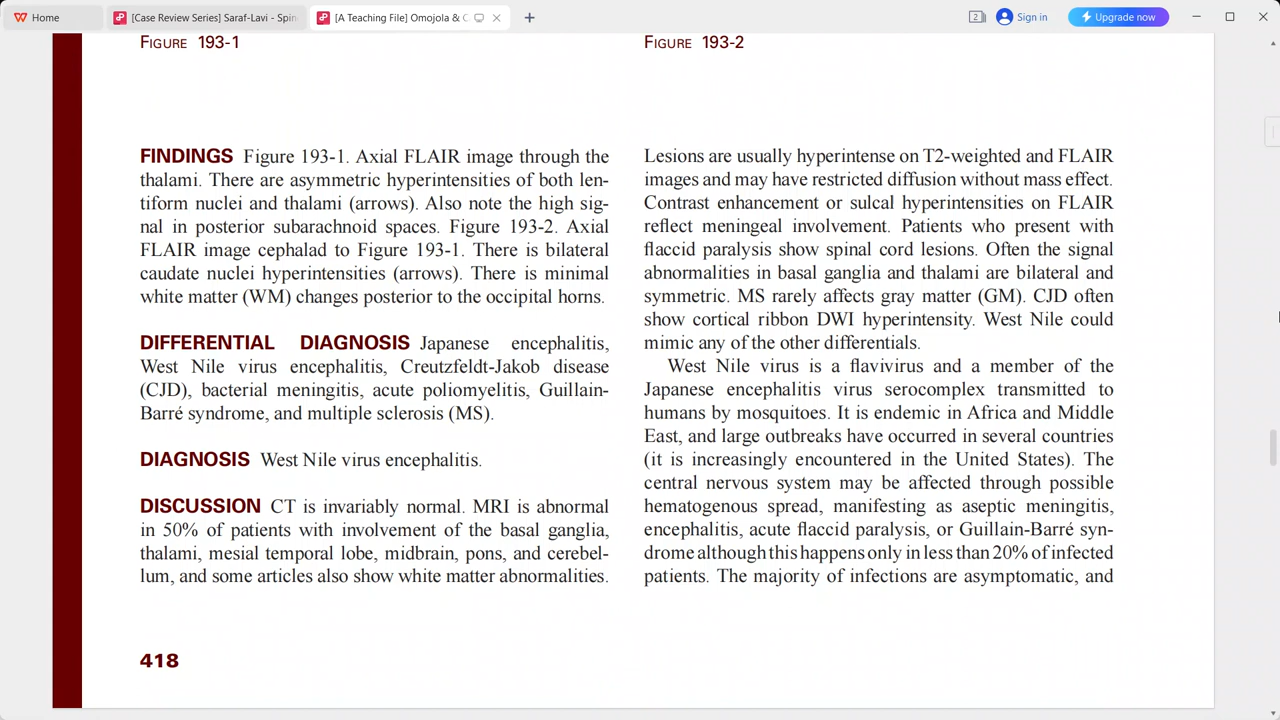 Home
[Case Review Series] Saraf-Lavi - Spin
[A Teaching File] Omojola & C
2
Sign in
Upgrade now
FIGURE 193-1
FIGURE 193-2
FINDINGS Figure 193-1. Axial FLAIR image through the
thalami. There are asymmetric hyperintensities of both len-
tiform nuclei and thalami (arrows). Also note the high sig-
nal in posterior subarachnoid spaces. Figure 193-2. Axial
FLAIR image cephalad to Figure 193-1. There is bilateral
caudate nuclei hyperintensities (arrows). There is minimal
white matter (WM) changes posterior to the occipital horns.
DIFFERENTIAL DIAGNOSIS Japanese encephalitis,
West Nile virus encephalitis, Creutzfeldt-Jakob disease
(CJD), bacterial meningitis, acute poliomyelitis, Guillain-
Barré syndrome, and multiple sclerosis (MS).
DIAGNOSIS West Nile virus encephalitis.
DISCUSSION CT is invariably normal. MRI is abnormal
in 50% of patients with involvement of the basal ganglia,
thalami, mesial temporal lobe, midbrain, pons, and cerebel-
lum, and some articles also show white matter abnormalities.
Lesions are usually hyperintense on T2-weighted and FLAIR
images and may have restricted diffusion without mass effect.
Contrast enhancement or sulcal hyperintensities on FLAIR
reflect meningeal involvement. Patients who present with
flaccid paralysis show spinal cord lesions. Often the signal
abnormalities in basal ganglia and thalami are bilateral and
symmetric. MS rarely affects gray matter (GM). CJD often
show cortical ribbon DWI hyperintensity. West Nile could
mimic any of the other differentials.
West Nile virus is a flavivirus and a member of the
Japanese encephalitis virus serocomplex transmitted to
humans by mosquitoes. It is endemic in Africa and Middle
East, and large outbreaks have occurred in several countries
(it is increasingly encountered in the United States). The
central nervous system may be affected through possible
hematogenous spread, manifesting as aseptic meningitis,
encephalitis, acute flaccid paralysis, or Guillain-Barré syn-
drome although this happens only in less than 20% of infected
patients. The majority of infections are asymptomatic, and
418